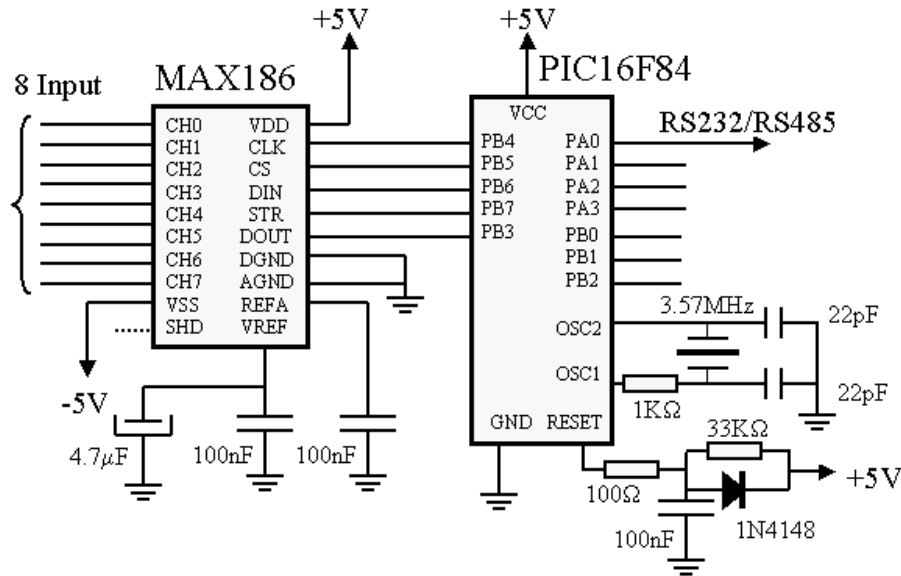 +5V
+5V
MAX186
PIC16F84
8 Input
VCC
RS232/RS485
CH0 VDD
CH1 CLK
CH2 CS
CH3 DIN
CH4 STR
CH5 DOUT
CH6 DGND
CH7 AGND
VSS REFA
SHD VREF
PB4 PA0
PB5 PA1
PB6 PA2
PB7 PA3
PB3 PB0
PB1
PB2
OSC2
OSC1
GND RESET
3.57MHz
22pF
22pF
1KΩ
-5V
4.7µF
100nF
100nF
33KΩ
+5V
100Ω
1N4148
100nF